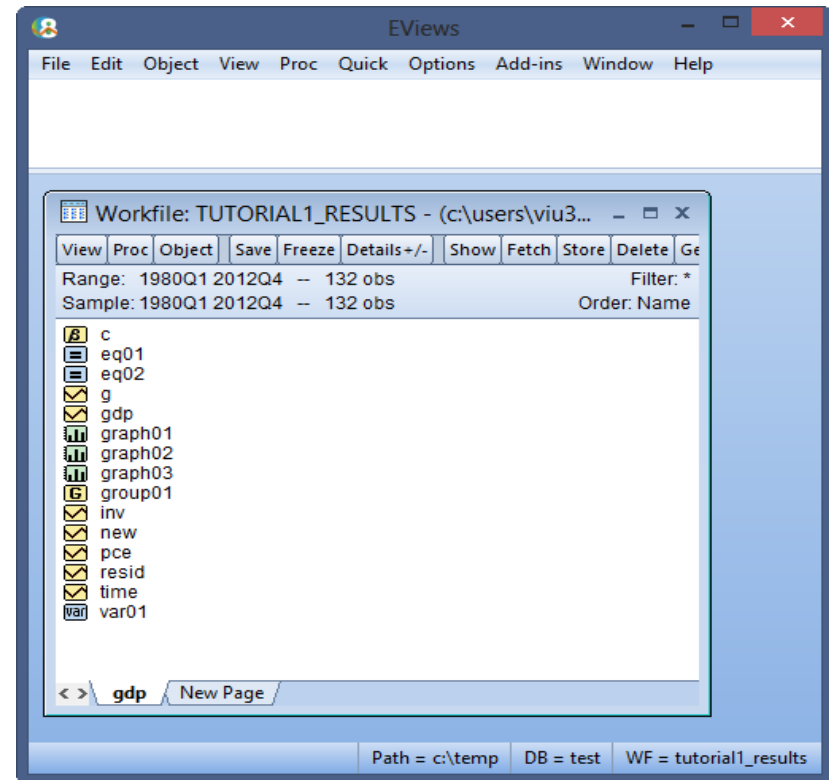 EViews
File Edit Object View Proc Quick Options Add-ins Window Help
Workfile: TUTORIAL1_RESULTS - (c:\users\viu3...
View Proc Object Save Freeze Details+/- Show Fetch Store Delete Ge
Range: 1980Q1 2012Q4 -- 132 obs Filter: *
Sample: 1980Q1 2012Q4 -- 132 obs Order: Name
β c
eq01
eq02
g
gdp
graph01
graph02
graph03
G group01
inv
new
pce
resid
time
var var01
< > gdp New Page
Path = c:\temp DB = test WF = tutorial1_results